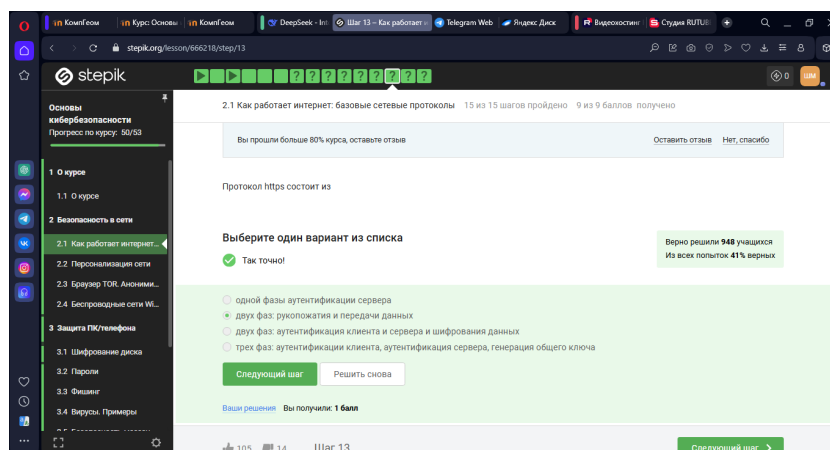 КомпГеом
Курс: Основы
КомпГеом
DeepSeek - Int
Шаг 13 – Как работает и
Telegram Web
Яндекс Диск
Видеохостинг
Студия RUTUB
stepik.org/lesson/666218/step/13
stepik
0
ШМ
Основы
кибербезопасности
Прогресс по курсу: 50/53
2.1 Как работает интернет: базовые сетевые протоколы 15 из 15 шагов пройдено 9 из 9 баллов получено
Вы прошли больше 80% курса, оставьте отзыв
Оставить отзыв Нет, спасибо
1 О курсе
1.1 О курсе
2 Безопасность в сети
2.1 Как работает интернет...
2.2 Персонализация сети
2.3 Браузер TOR. Аноними...
2.4 Беспроводные сети Wi...
3 Защита ПК/телефона
3.1 Шифрование диска
3.2 Пароли
3.3 Фишинг
3.4 Вирусы. Примеры
Протокол https состоит из
Выберите один вариант из списка
Так точно!
Верно решили 948 учащихся
Из всех попыток 41% верных
одной фазы аутентификации сервера
двух фаз: рукопожатия и передачи данных
двух фаз: аутентификация клиента и сервера и шифрования данных
трех фаз: аутентификации клиента, аутентификация сервера, генерация общего ключа
Следующий шаг
Решить снова
Ваши решения Вы получили: 1 балл
105 14 Шаг 13
Следующий шаг